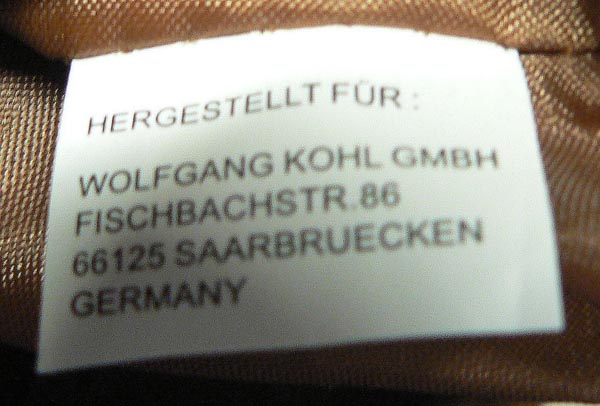 HERGESTELLT FÜR :
WOLFGANG KOHL GMBH
FISCHBACHSTR.86
66125 SAARBRUECKEN
GERMANY